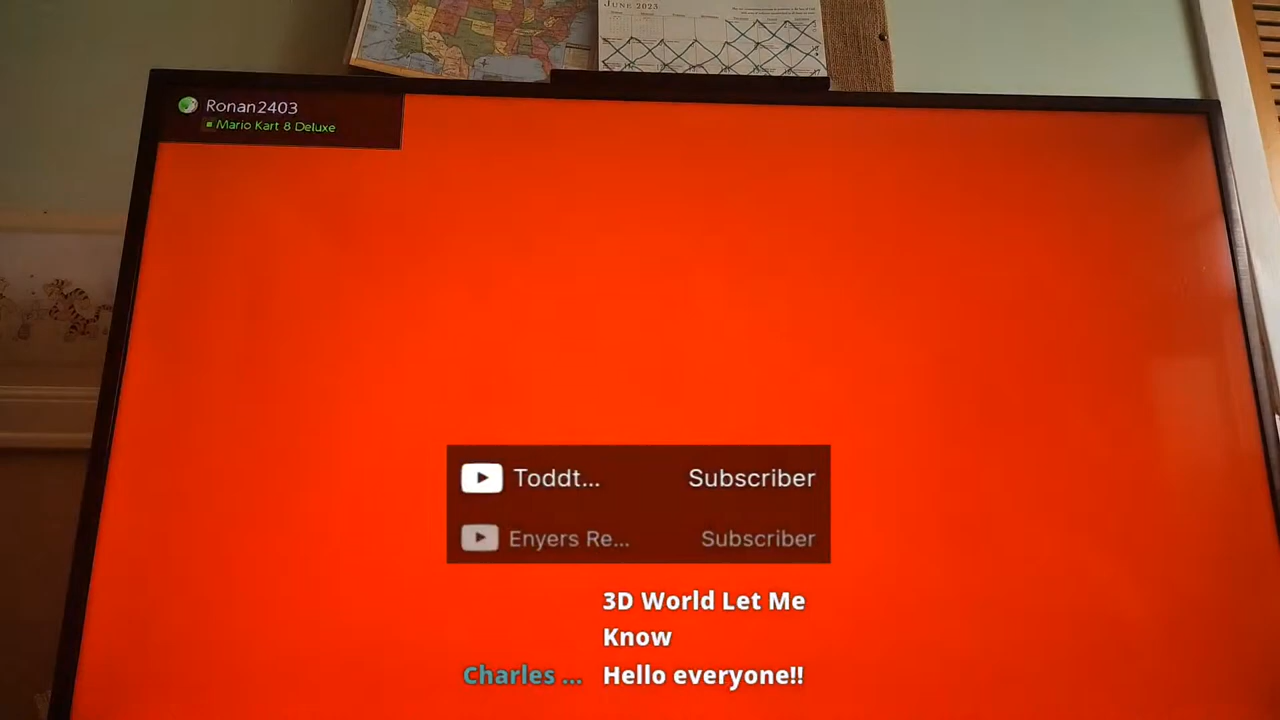 JUNE 2023
Ronan2403
Mario Kart 8 Deluxe
Toddt... Subscriber
Enyers Re... Subscriber
3D World Let Me
Know
Charles ... Hello everyone!!